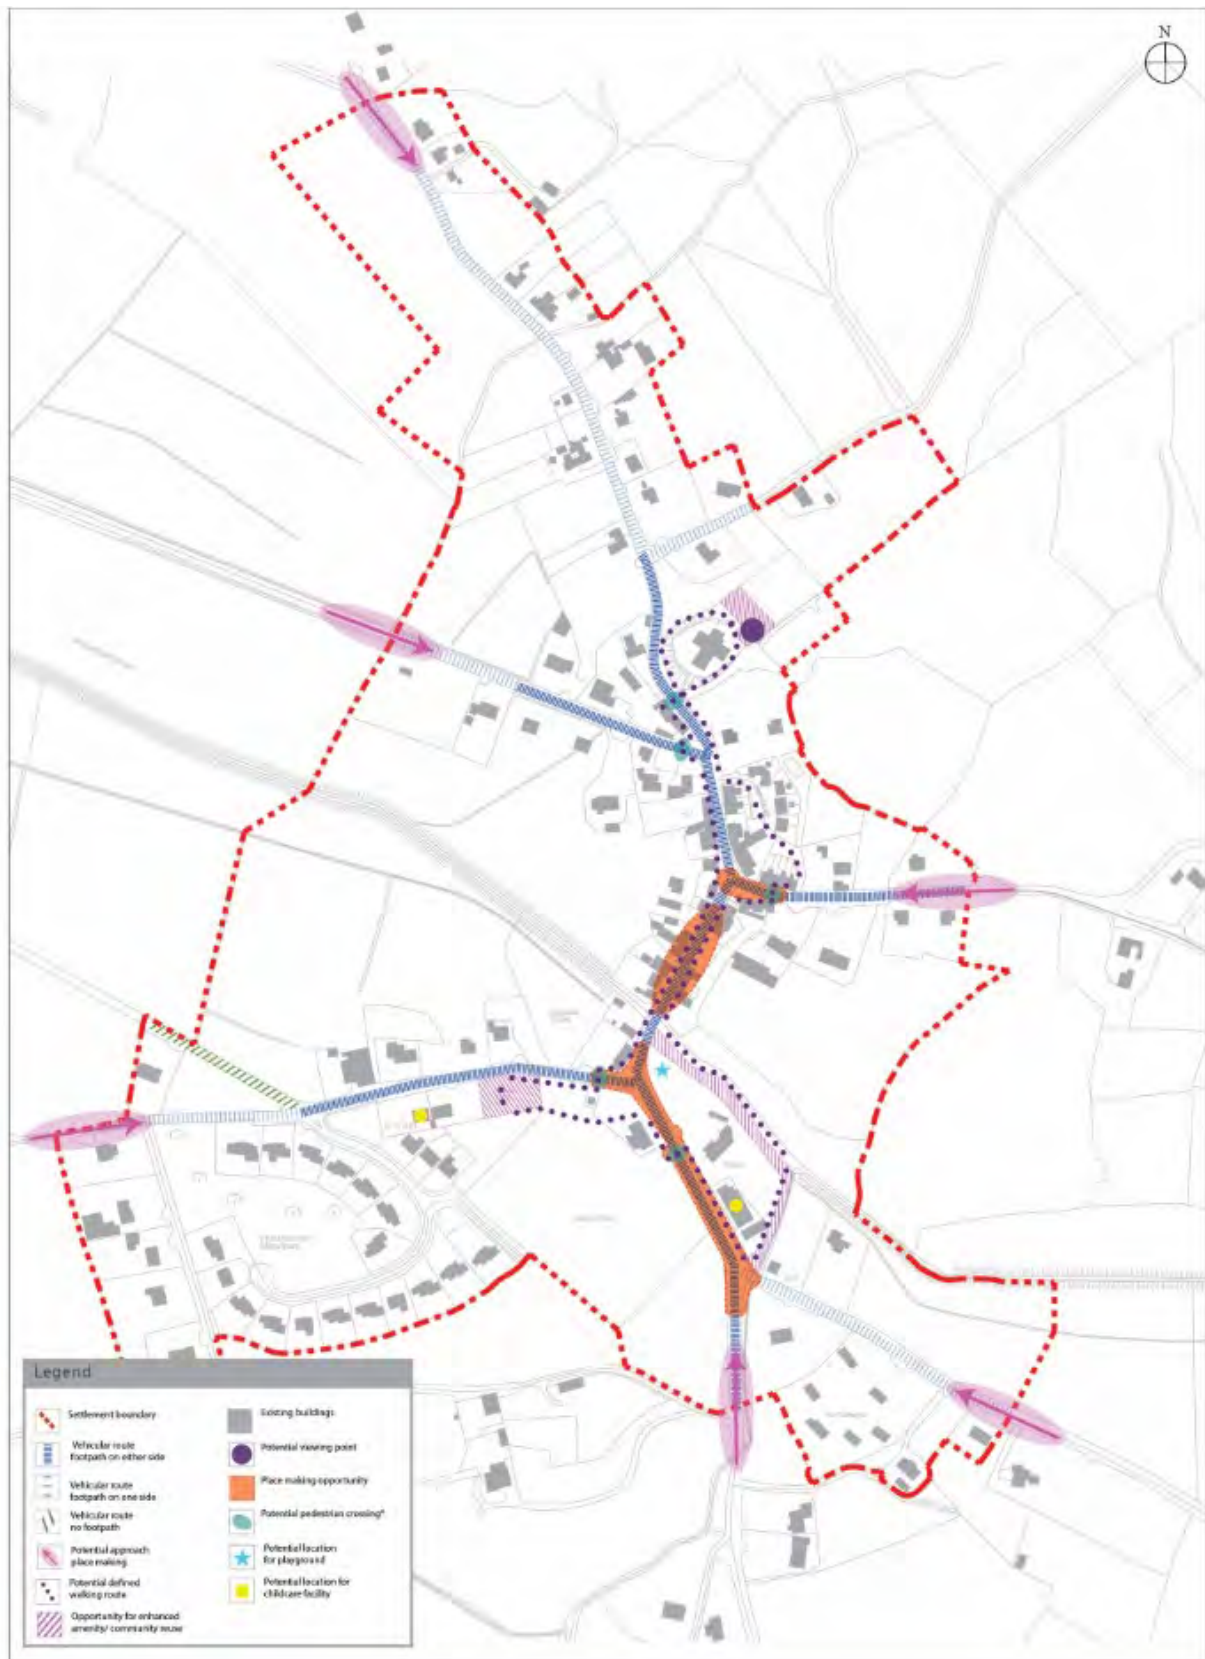 N
Legend
Settlement boundary
Existing buildings
Vehicular route
footpath on either side
Potential viewing point
Vehicular route
footpath on one side
Place making opportunity
Vehicular route
no footpath
Potential pedestrian crossing*
Potential approach
place making
Potential location
for playground
Potential defined
walking route
Potential location for
childcare facility
Opportunity for enhanced
amenity/ community reuse